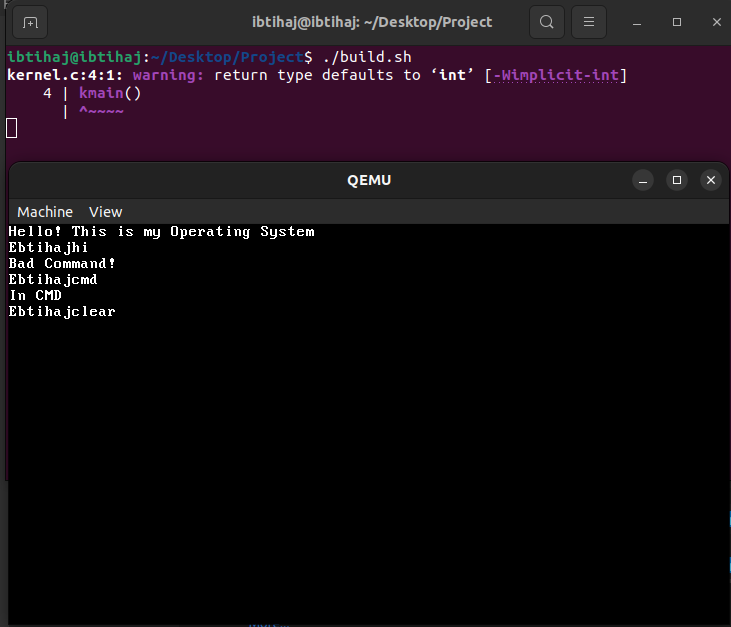 ibtihaj@ibtihaj: ~/Desktop/Project
ibtihaj@ibtihaj:~/Desktop/Project$ ./build.sh
kernel.c:4:1: warning: return type defaults to ‘int’ [-Wimplicit-int]
4 | kmain()
| ^~~~~
QEMU
Machine View
Hello! This is my Operating System
Ebtihajhi
Bad Command!
Ebtihajcmd
In CMD
Ebtihajclear